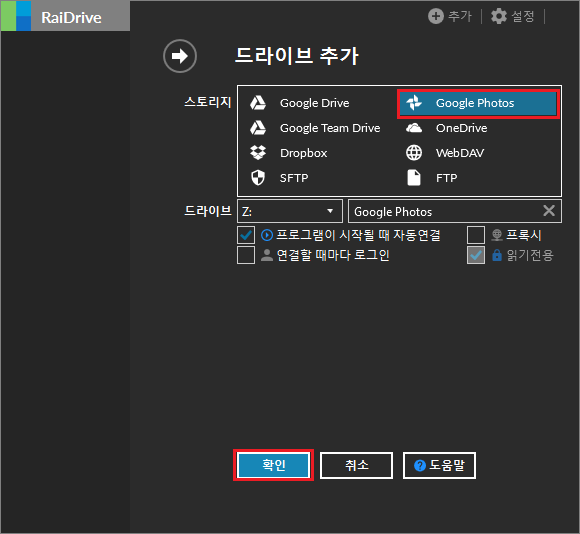 RaiDrive
추가
설정
드라이브 추가
스토리지
Google Drive
Google Photos
Google Team Drive
OneDrive
Dropbox
WebDAV
SFTP
FTP
드라이브
Z:
Google Photos
프로그램이 시작될 때 자동연결
프록시
연결할 때마다 로그인
읽기전용
확인
취소
도움말